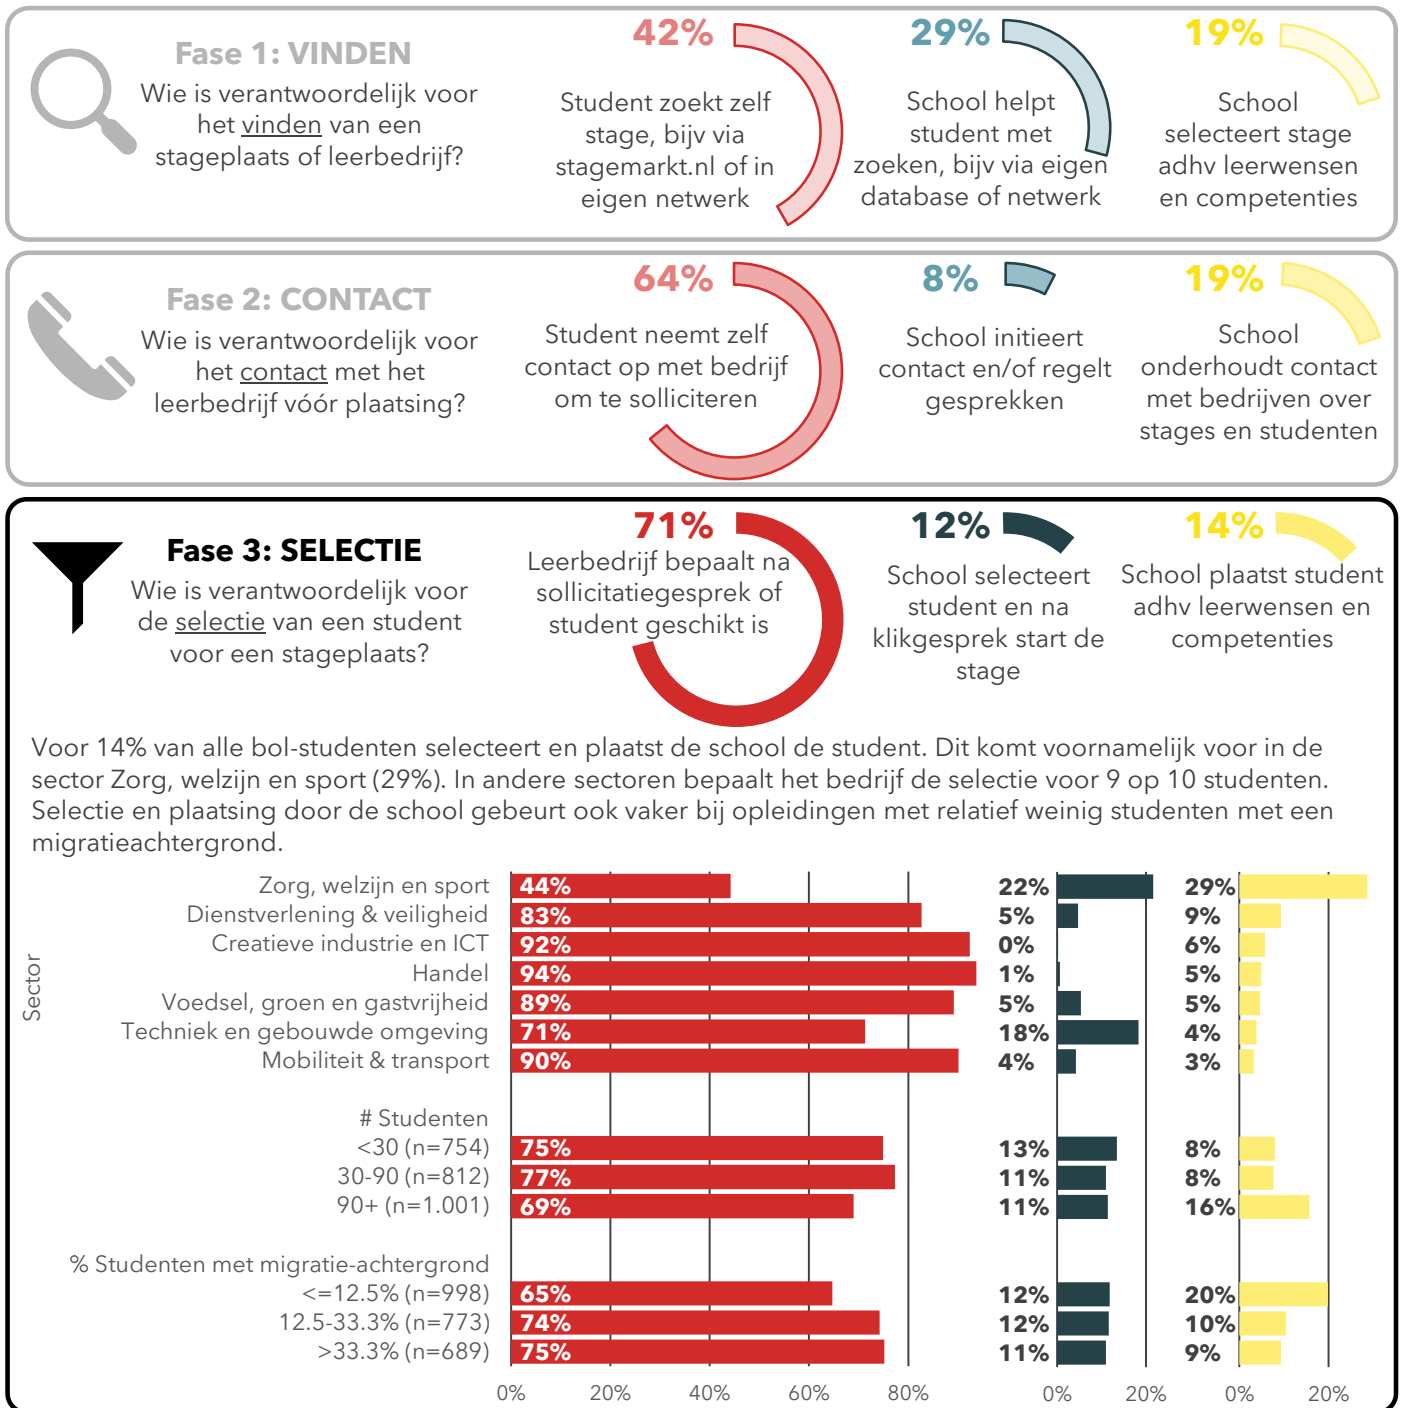 Fase 1: VINDEN
Wie is verantwoordelijk voor
het vinden van een
stageplaats of leerbedrijf?
42%
Student zoekt zelf
stage, bijv via
stagemarkt.nl of in
eigen netwerk
29%
School helpt
student met
zoeken, bijv via eigen
database of netwerk
19%
School
selecteert stage
adhv leerwensen
en competenties
Fase 2: CONTACT
Wie is verantwoordelijk voor
het contact met het
leerbedrijf vóór plaatsing?
64%
Student neemt zelf
contact op met bedrijf
om te solliciteren
8%
School initieert
contact en/of regelt
gesprekken
19%
School
onderhoudt contact
met bedrijven over
stages en studenten
Fase 3: SELECTIE
Wie is verantwoordelijk voor
de selectie van een student
voor een stageplaats?
71%
Leerbedrijf bepaalt na
sollicitatiegesprek of
student geschikt is
12%
School selecteert
student en na
klikgesprek start de
stage
14%
School plaatst student
adhv leerwensen en
competenties
Voor 14% van alle bol-studenten selecteert en plaatst de school de student. Dit komt voornamelijk voor in de
sector Zorg, welzijn en sport (29%). In andere sectoren bepaalt het bedrijf de selectie voor 9 op 10 studenten.
Selectie en plaatsing door de school gebeurt ook vaker bij opleidingen met relatief weinig studenten met een
migratieachtergrond.
Sector
Zorg, welzijn en sport 44% 22% 29%
Dienstverlening & veiligheid 83% 5% 9%
Creatieve industrie en ICT 92% 0% 6%
Handel 94% 1% 5%
Voedsel, groen en gastvrijheid 89% 5% 5%
Techniek en gebouwde omgeving 71% 18% 4%
Mobiliteit & transport 90% 4% 3%
# Studenten
<30 (n=754) 75% 13% 8%
30-90 (n=812) 77% 11% 8%
90+ (n=1.001) 69% 11% 16%
% Studenten met migratie-achtergrond
<=12.5% (n=998) 65% 12% 20%
12.5-33.3% (n=773) 74% 12% 10%
>33.3% (n=689) 75% 11% 9%
0% 20% 40% 60% 80% 0% 20% 0% 20%